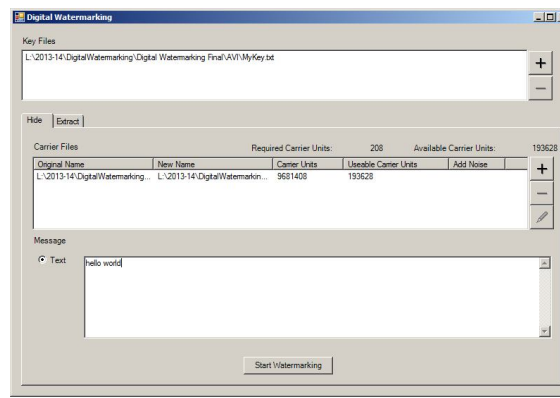 Digital Watermarking
Key Files
L:\2013-14\DigitalWatermarking\Digital Watermarking Final\AVI\MyKey.txt
Hide Extract
Carrier Files Required Carrier Units: 208 Available Carrier Units: 193628
Original Name New Name Carrier Units Useable Carrier Units Add Noise
L:\2013-14\DigitalWatermarking... L:\2013-14\DigitalWatermarkin... 9681408 193628
Message
Text hello world
Start Watermarking